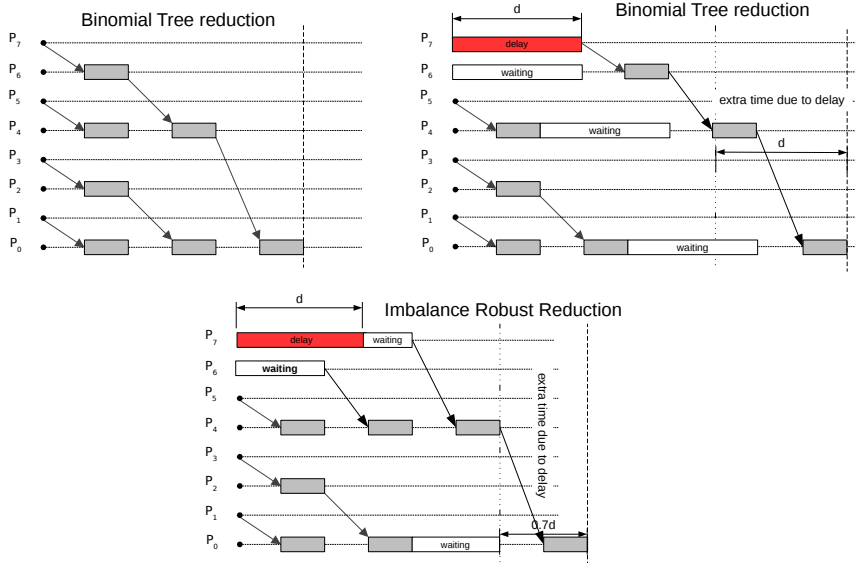 Binomial Tree reduction
P7
P6
P5
P4
P3
P2
P1
P0
Binomial Tree reduction
d
P7
delay
P6
waiting
P5
extra time due to delay
P4
waiting
d
P3
P2
P1
P0
waiting
Imbalance Robust Reduction
d
P7
delay
waiting
P6
waiting
P5
P4
extra time due to delay
P3
P2
P1
0.7d
P0
waiting